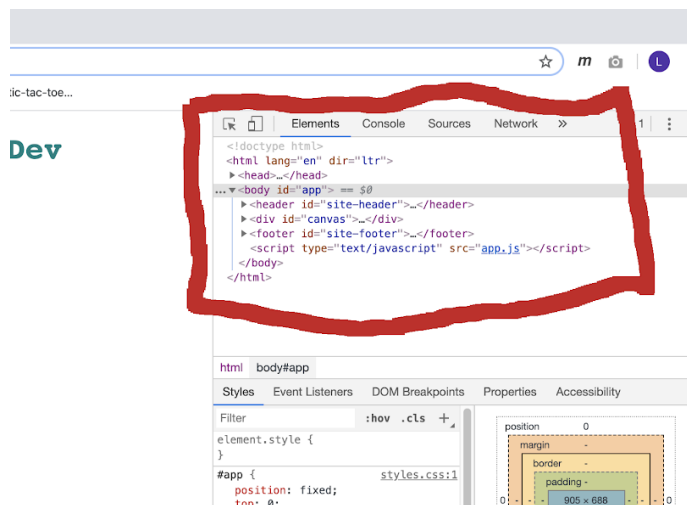 m
L
tic-tac-toe...
Dev
Elements Console Sources Network » 1
<!doctype html>
<html lang="en" dir="ltr">
<head>…</head>
…<body id="app"> == $0
<header id="site-header">…</header>
<div id="canvas">…</div>
<footer id="site-footer">…</footer>
<script type="text/javascript" src="app.js"></script>
</body>
</html>
html body#app
Styles Event Listeners DOM Breakpoints Properties Accessibility
Filter :hov .cls +
element.style {
}
#app { styles.css:1
position: fixed;
top: 0;
position 0
margin -
border -
padding -
0 - - - 905 × 688 - - - 0